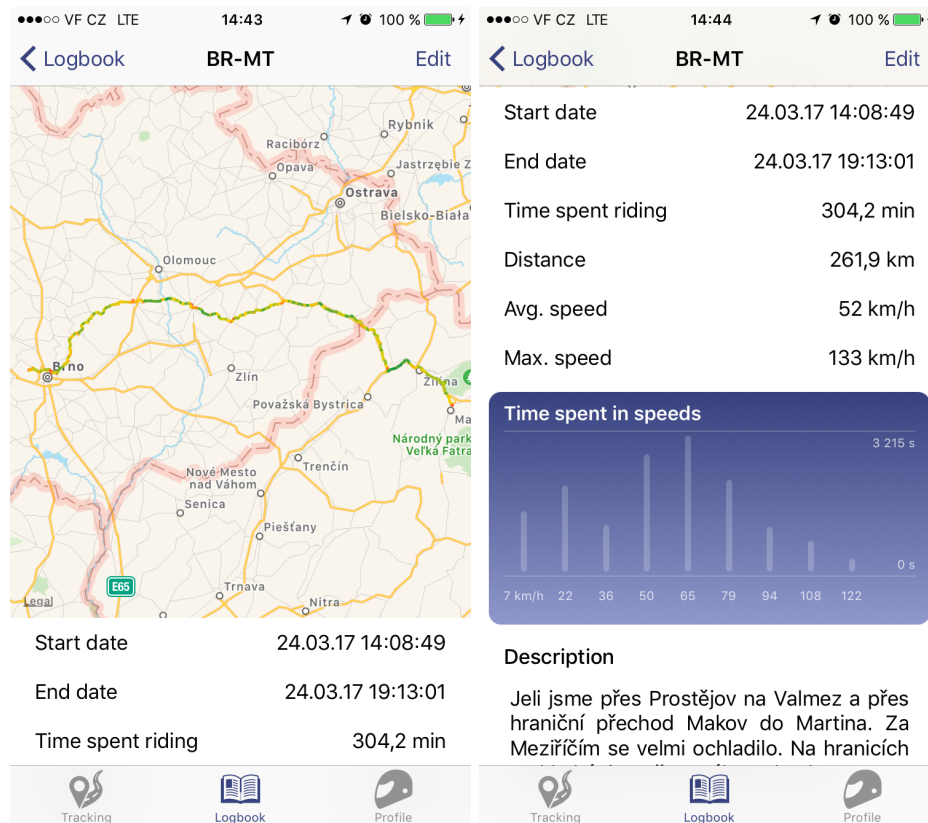 VF CZ LTE 14:43 100 %
Logbook BR-MT Edit
Rybnik
Racibórz
Opava
Jastrzębie Z
Ostrava
Bielsko-Biała
Olomouc
Brno
Zlín
Žilina
Považská Bystrica
Ma
Národný park
Veľká Fatra
Trenčín
Nové Mesto
nad Váhom
Senica
Piešťany
E65
Trnava
Legal
Nitra
Start date 24.03.17 14:08:49
End date 24.03.17 19:13:01
Time spent riding 304,2 min
Tracking Logbook Profile
VF CZ LTE 14:44 100 %
Logbook BR-MT Edit
Start date 24.03.17 14:08:49
End date 24.03.17 19:13:01
Time spent riding 304,2 min
Distance 261,9 km
Avg. speed 52 km/h
Max. speed 133 km/h
Time spent in speeds
3 215 s
0 s
7 km/h 22 36 50 65 79 94 108 122
Description
Jeli jsme přes Prostějov na Valmez a přes
hraniční přechod Makov do Martina. Za
Meziříčím se velmi ochladilo. Na hranicích
Tracking Logbook Profile